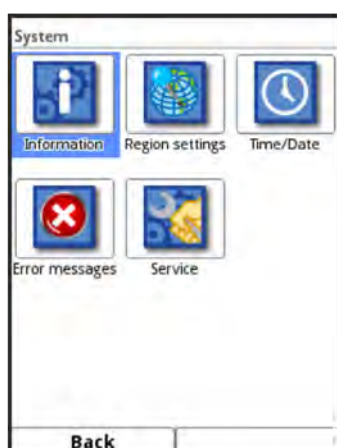 System
Information Region settings Time/Date
Error messages Service
Back